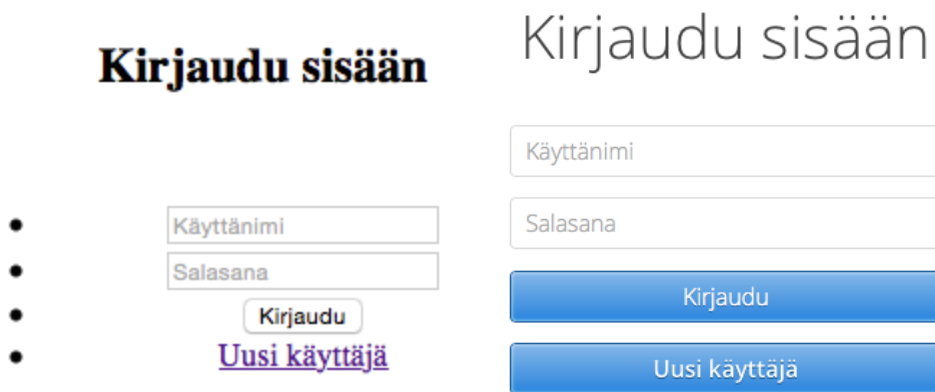 Kirjaudu sisään
Käyttänimi
Salasana
Kirjaudu
Uusi käyttäjä
Kirjaudu sisään
Käyttänimi
Salasana
Kirjaudu
Uusi käyttäjä